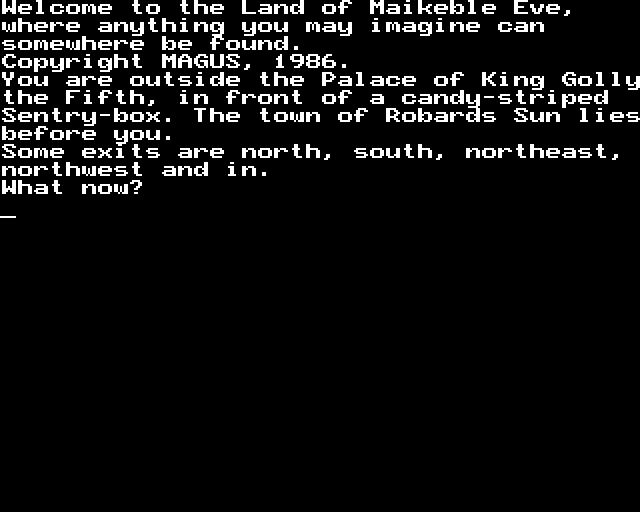 Welcome to the Land of Maikeble Eve,
where anything you may imagine can
somewhere be found.
Copyright MAGUS, 1986.
You are outside the Palace of King Golly
the Fifth, in front of a candy-striped
Sentry-box. The town of Robards Sun lies
before you.
Some exits are north, south, northeast,
northwest and in.
What now?